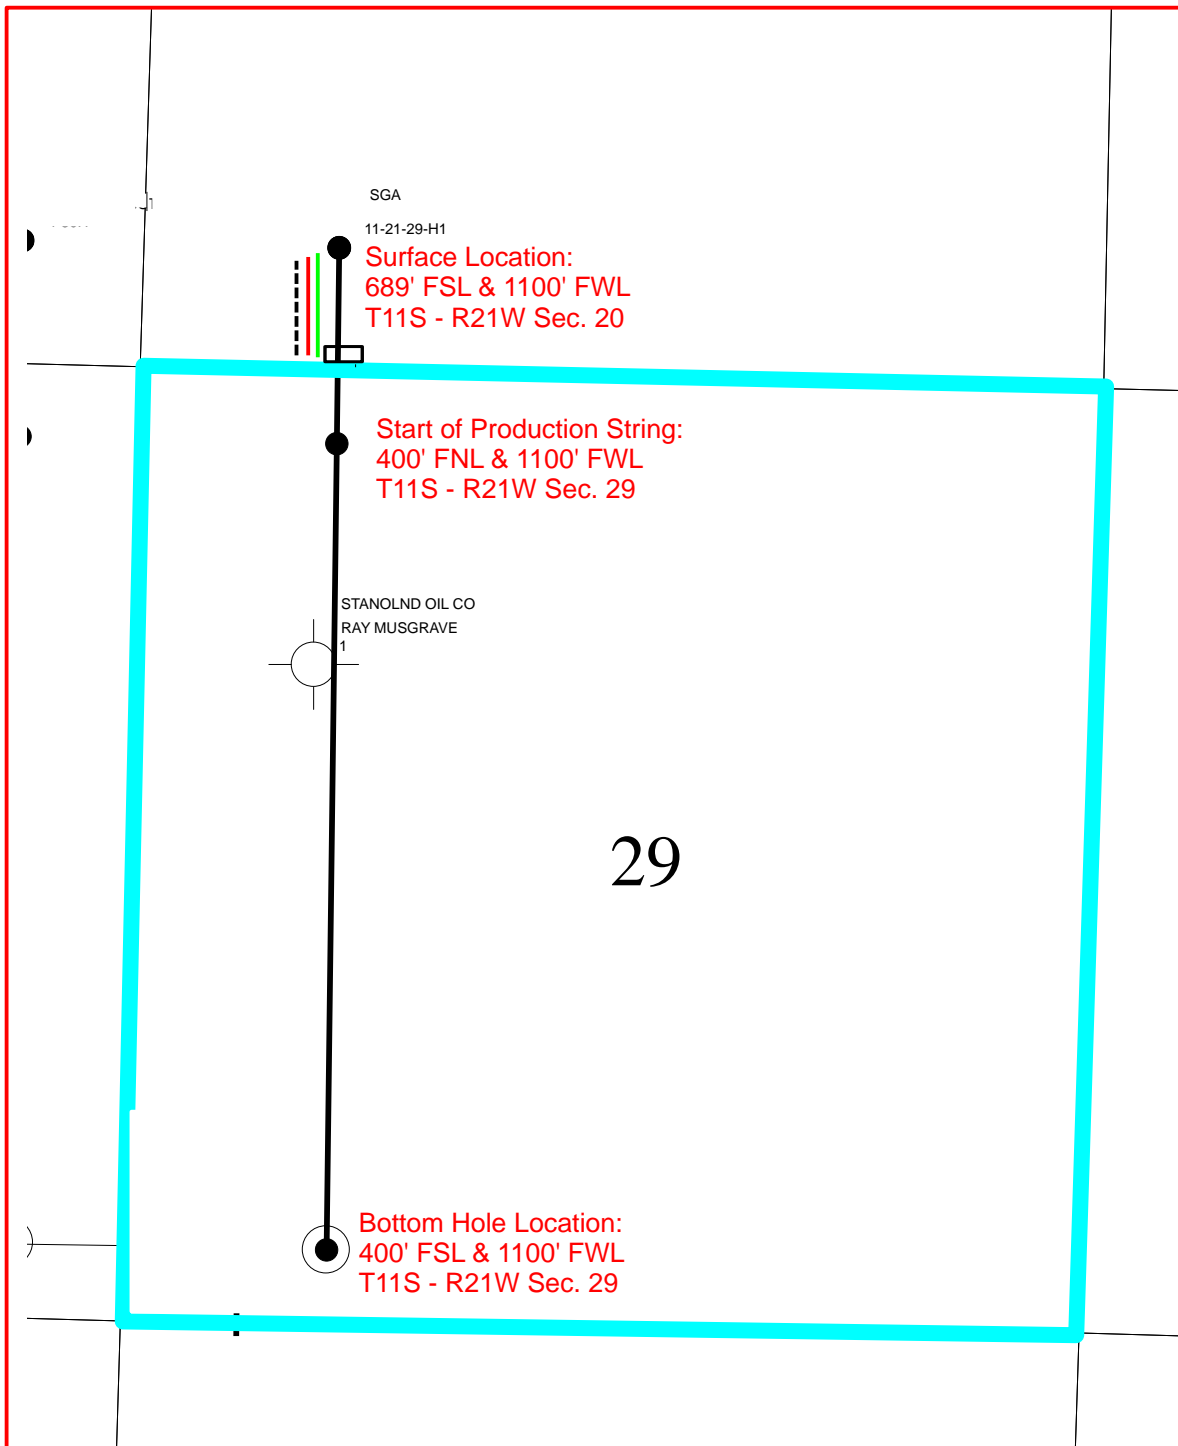 SGA
11-21-29-H1
Surface Location:
689' FSL & 1100' FWL
T11S - R21W Sec. 20
Start of Production String:
400' FNL & 1100' FWL
T11S - R21W Sec. 29
STANOLND OIL CO
RAY MUSGRAVE
1
29
Bottom Hole Location:
400' FSL & 1100' FWL
T11S - R21W Sec. 29